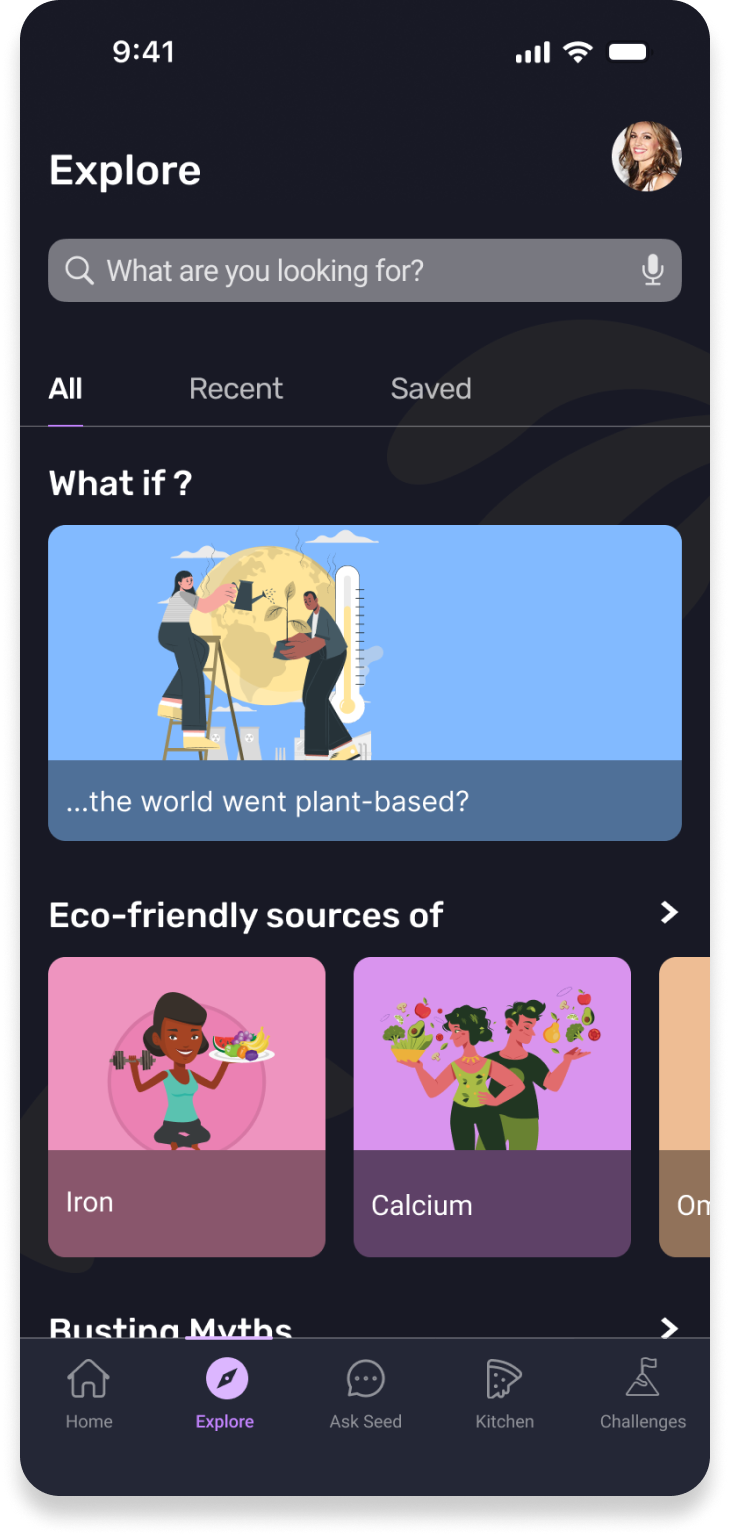 9:41
Explore
What are you looking for?
All Recent Saved
What if ?
...the world went plant-based?
Eco-friendly sources of
Iron Calcium Om
Busting Myths
Home Explore Ask Seed Kitchen Challenges